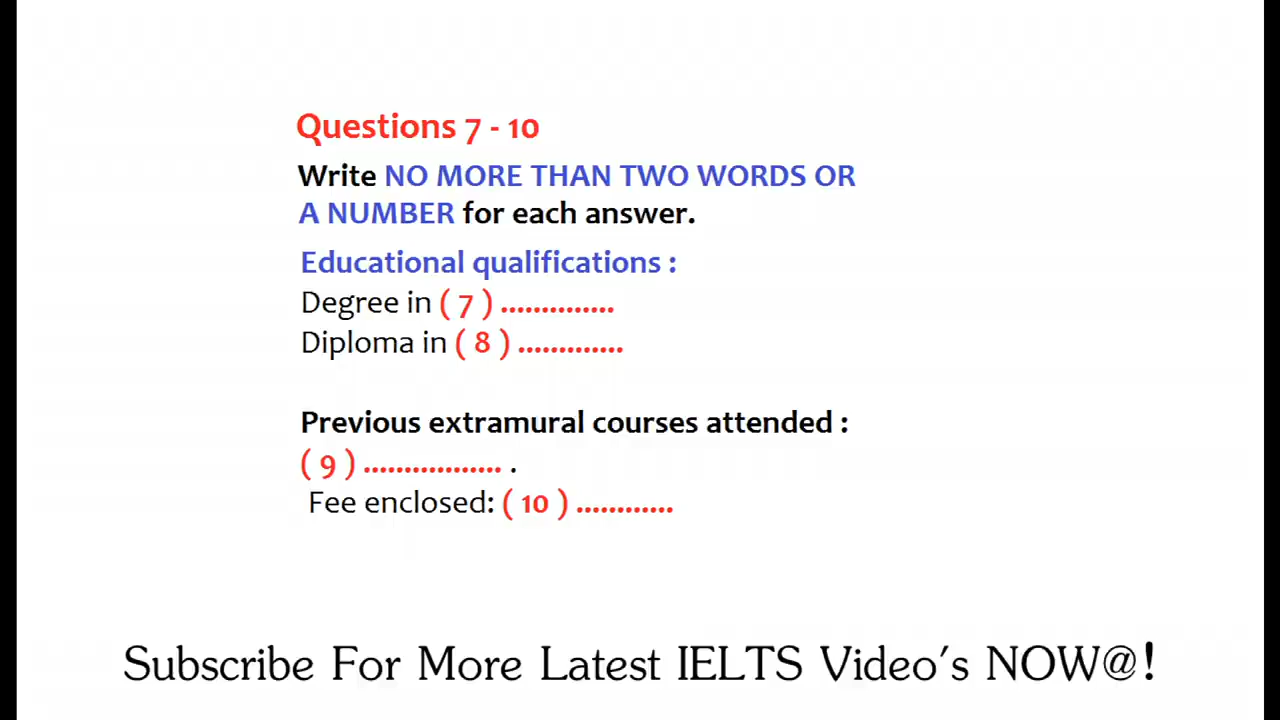 Questions 7 - 10
Write NO MORE THAN TWO WORDS OR
A NUMBER for each answer.
Educational qualifications :
Degree in ( 7 ) ..............
Diploma in ( 8 ) .............
Previous extramural courses attended :
( 9 ) ................. .
Fee enclosed: ( 10 ) ............
Subscribe For More Latest IELTS Video's NOW@!